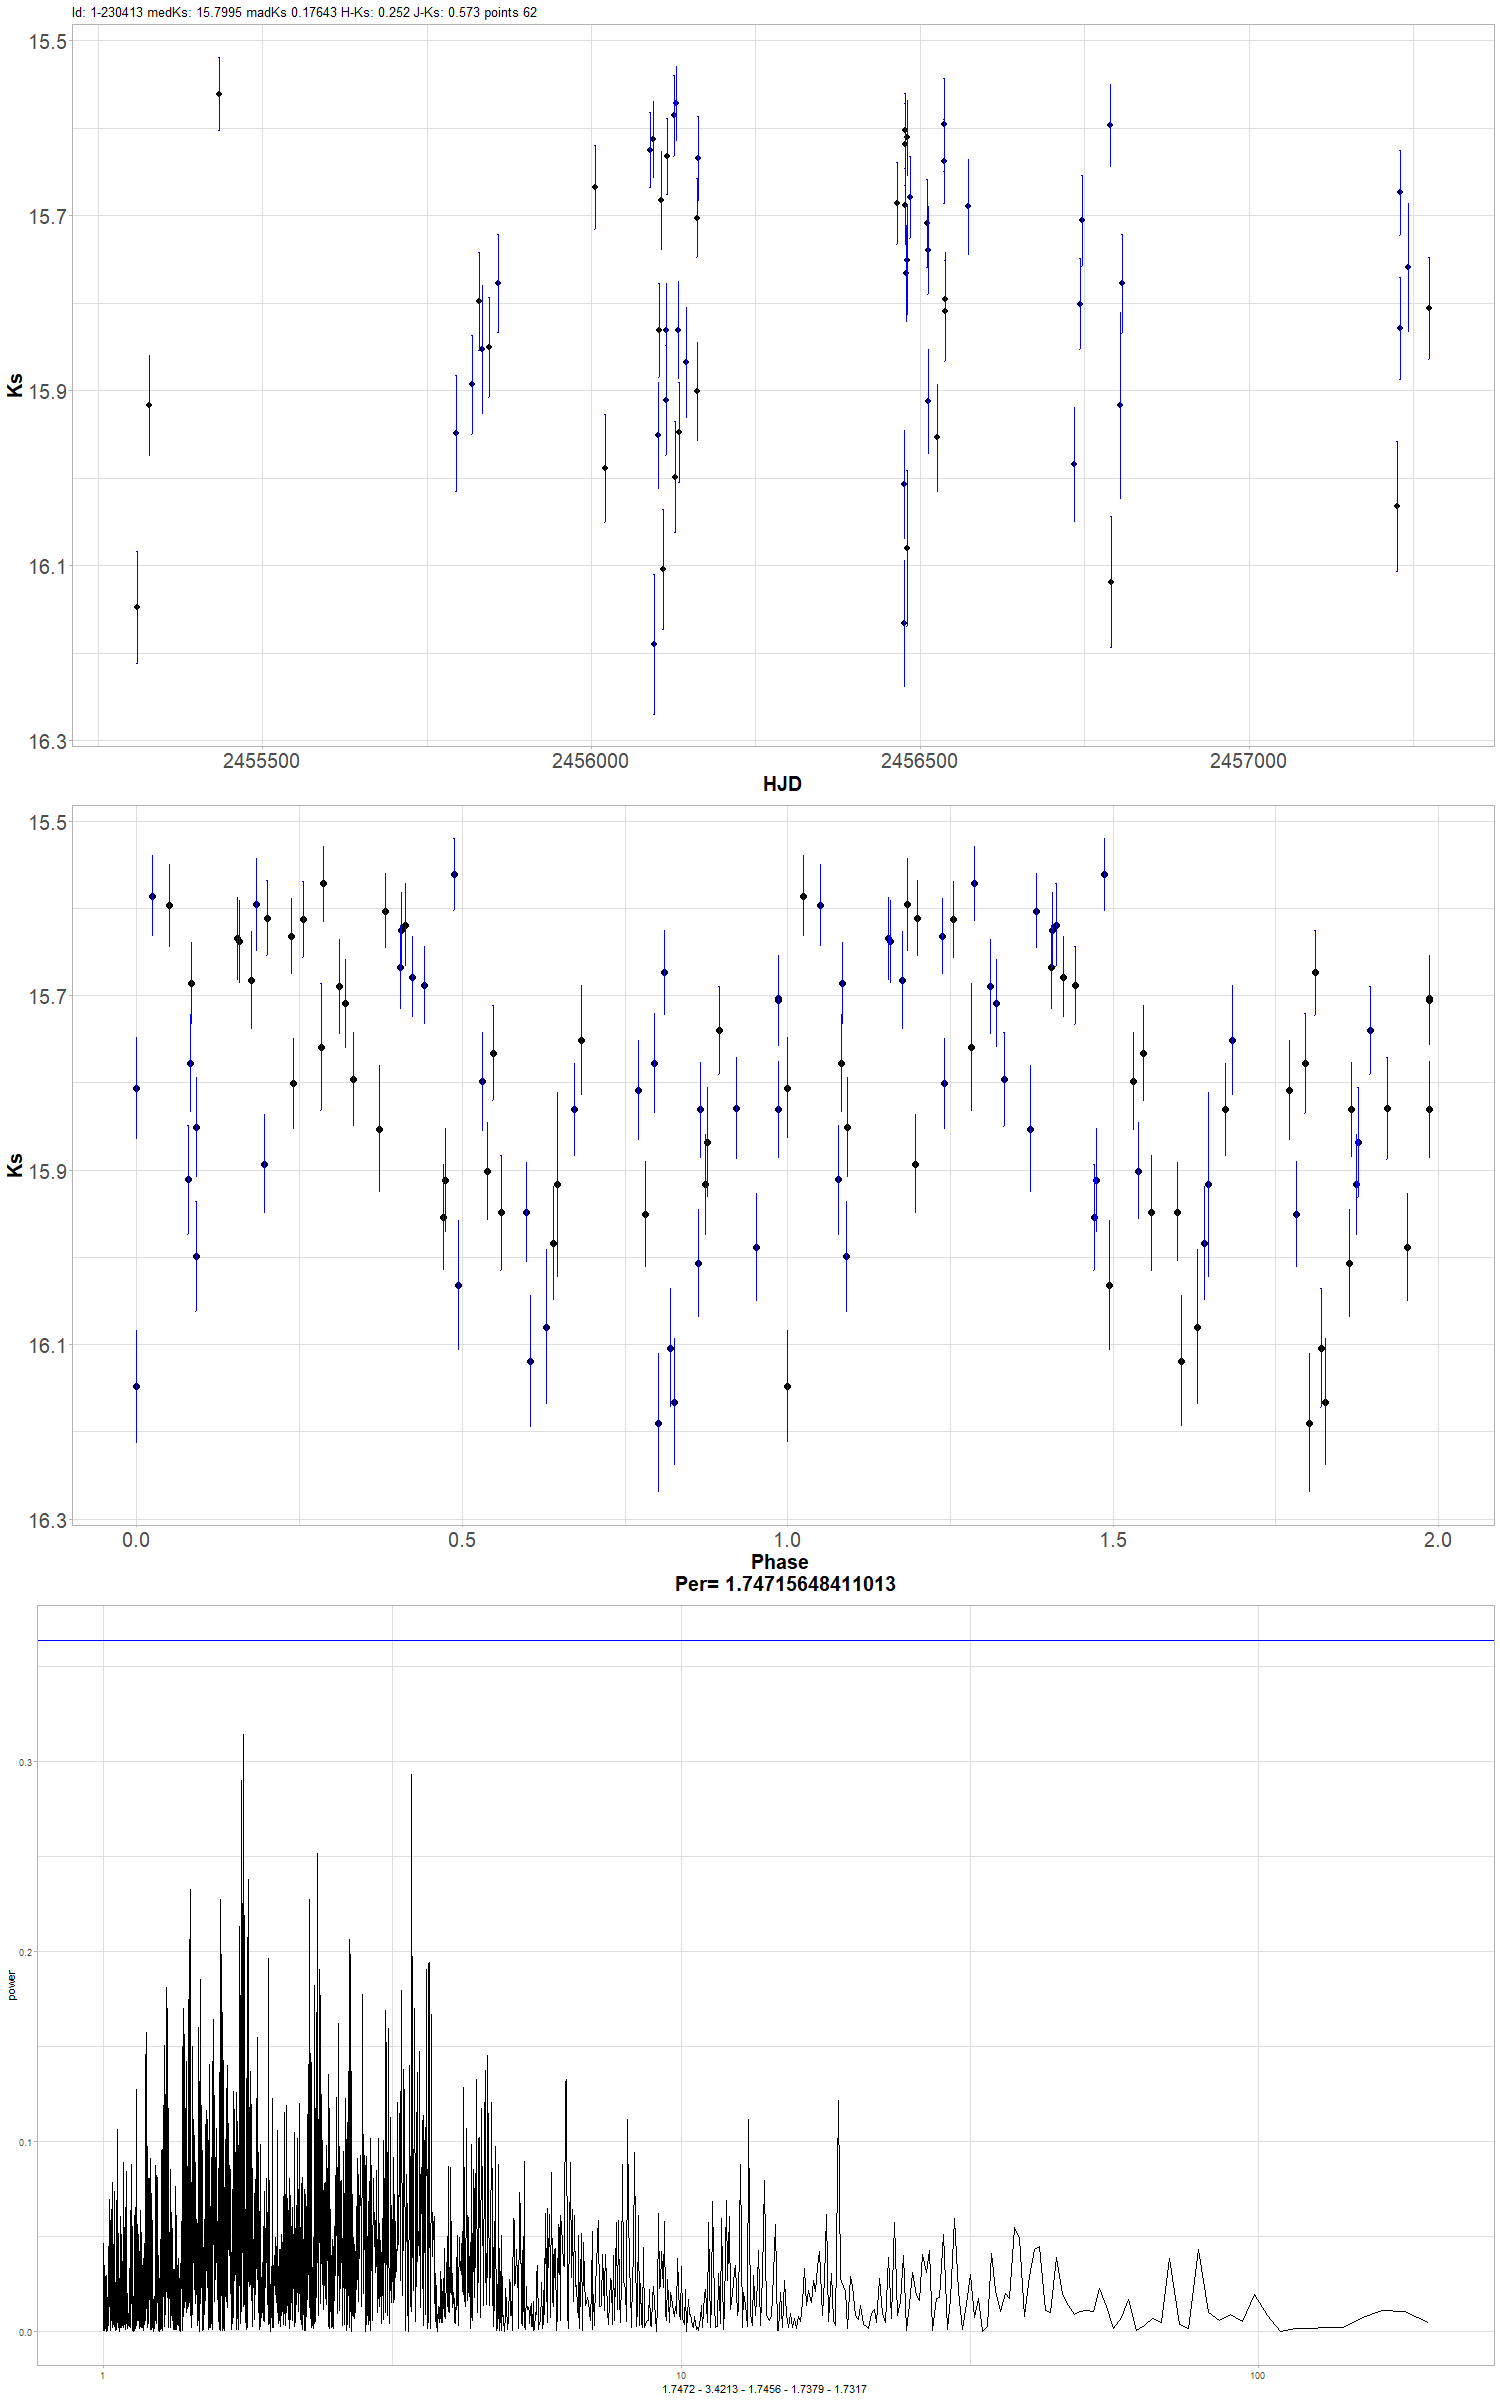 Id: 1-230413 medKs: 15.7995 madKs 0.17643 H-Ks: 0.252 J-Ks: 0.573 points 62
15.5
15.7
15.9
16.1
16.3
Ks
2455500 2456000 2456500 2457000
HJD
15.5
15.7
15.9
16.1
16.3
Ks
0.0 0.5 1.0 1.5 2.0
Phase
Per= 1.74715648411013
0.3
0.2
0.1
0.0
power
1 10 100
1.7472 - 3.4213 - 1.7456 - 1.7379 - 1.7317